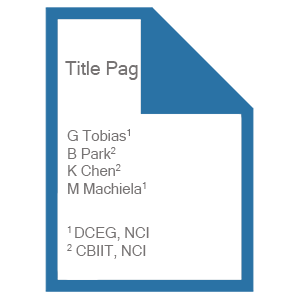 Title Pag
G Tobias¹
B Park²
K Chen²
M Machiela¹
¹ DCEG, NCI
² CBIIT, NCI